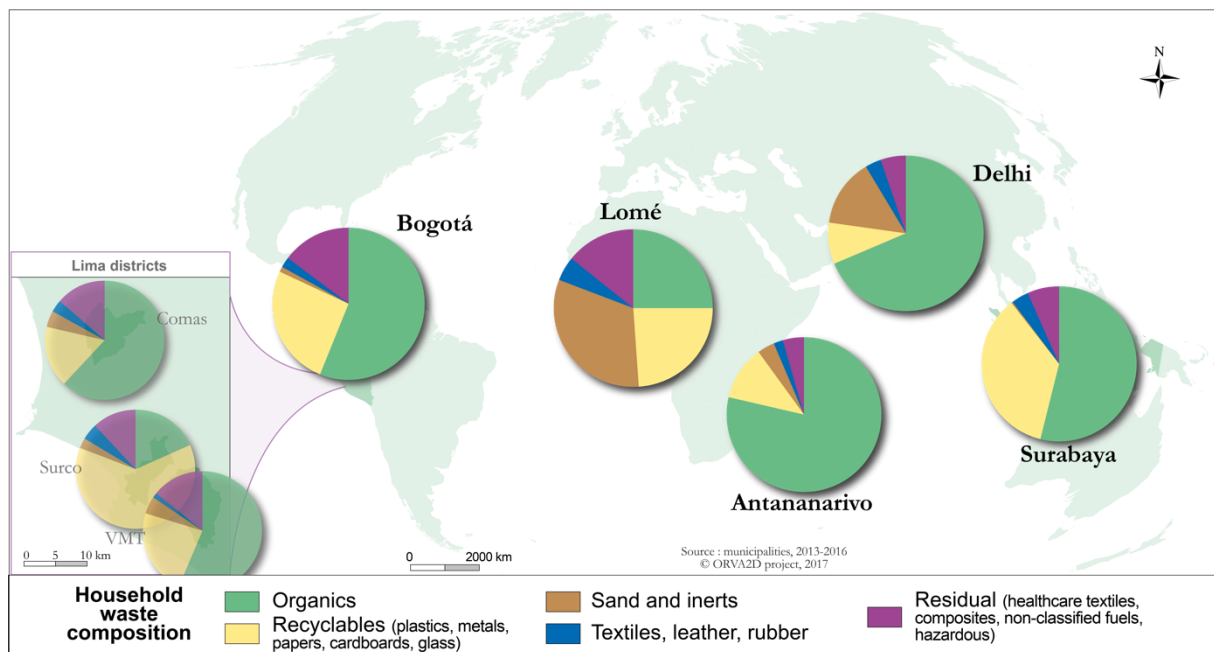 N
Delhi
Lomé
Bogotá
Lima districts
Comas
Surco
VMT
Antananarivo
Surabaya
0 5 10 km
0 2000 km
Source : municipalities, 2013-2016
© ORVA2D project, 2017
Household
waste
composition
Organics
Recyclables (plastics, metals,
papers, cardboards, glass)
Sand and inerts
Textiles, leather, rubber
Residual (healthcare textiles,
composites, non-classified fuels,
hazardous)